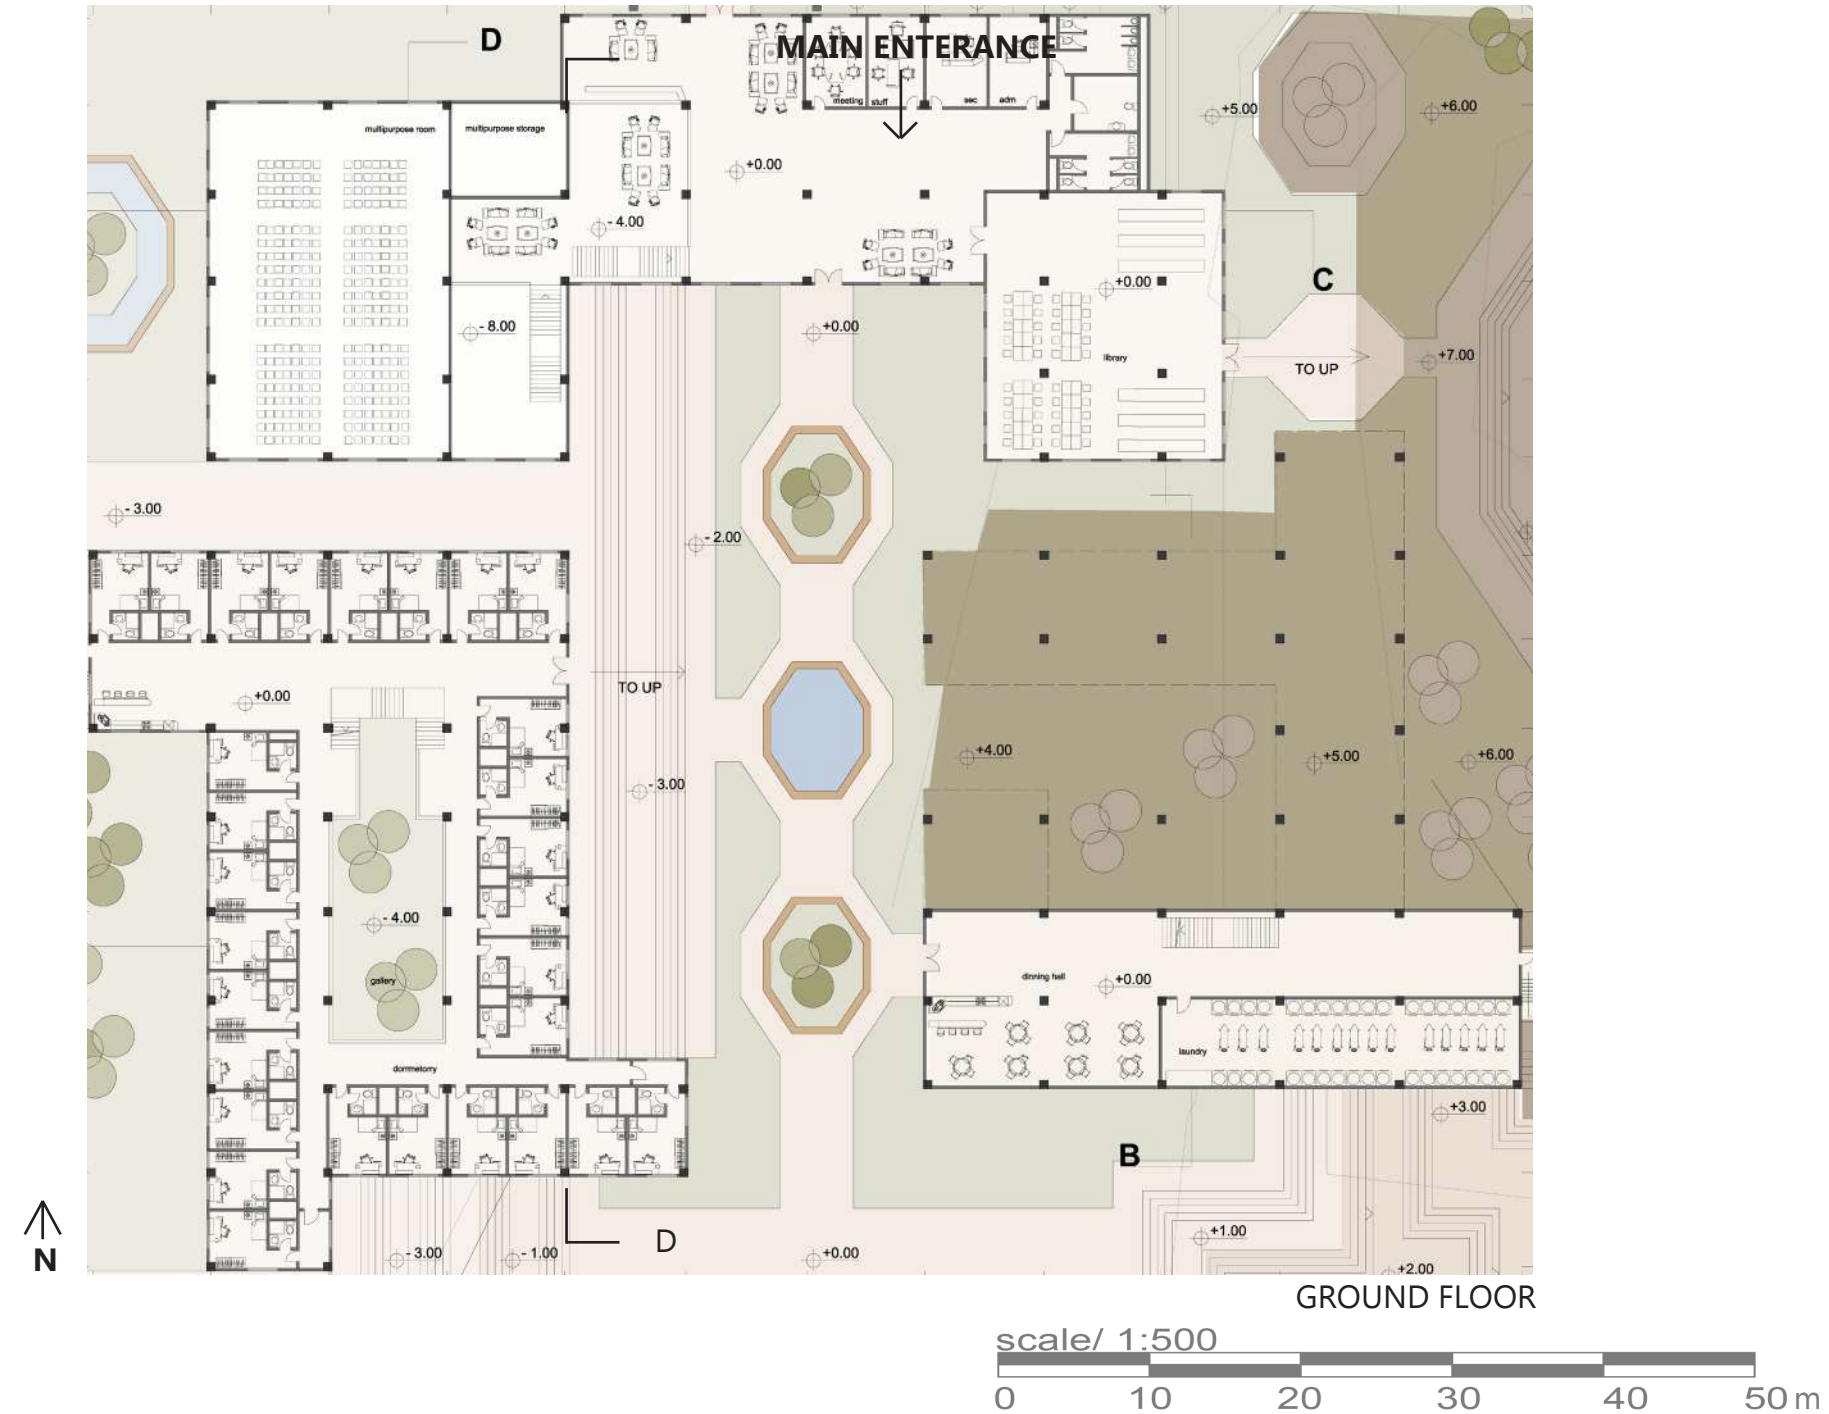 D
MAIN ENTERANCE
meeting
stuff
sec
adm
+5.00
+6.00
multipurpose room
multipurpose storage
+0.00
- 4.00
C
+0.00
- 8.00
+0.00
library
TO UP
+7.00
- 3.00
- 2.00
TO UP
+0.00
+4.00
+5.00
+6.00
- 3.00
- 4.00
gallery
dinning hall
+0.00
laundry
dormmetorry
+3.00
B
+1.00
D
- 3.00
- 1.00
+0.00
+2.00
N
GROUND FLOOR
scale/ 1:500
0 10 20 30 40 50 m